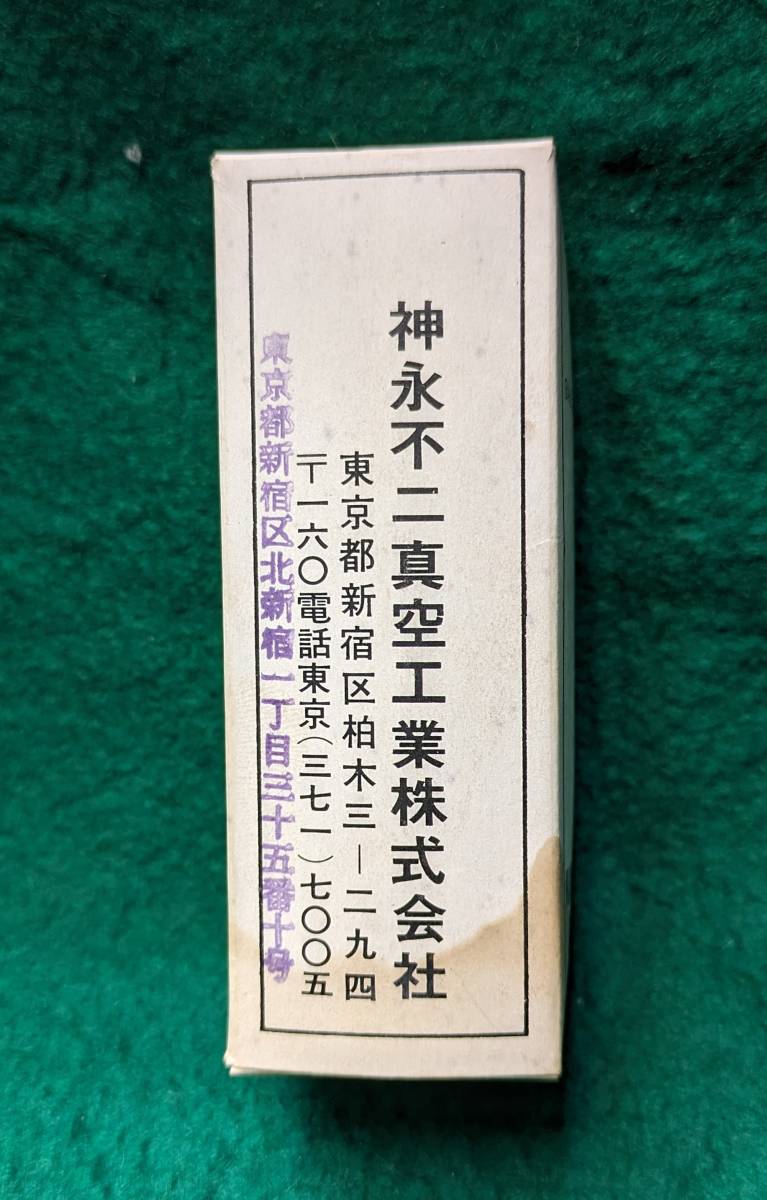 神永不二真空工業株式会社
東京都新宿区柏木三―二九四
〒一六〇電話東京(三七一)七〇〇五
東京都新宿区北新宿一丁目三十五番十号